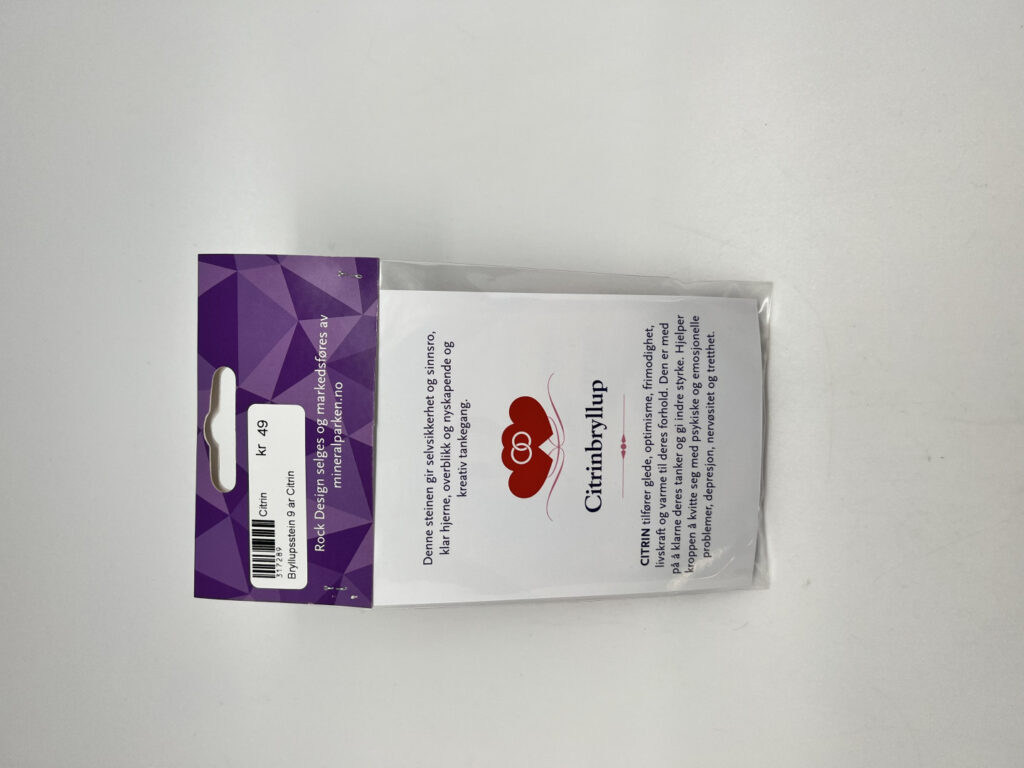 Citrin
kr 49
317289
Bryllupsstein 9 ar Citrin
Rock Design selges og markedsføres av
mineralparken.no
Denne steinen gir selvsikkerhet og sinnsro,
klar hjerne, overblikk og nyskapende og
kreativ tankegang.
Citrinbryllup
CITRIN tilfører glede, optimisme, frimodighet,
livskraft og varme til deres forhold. Den er med
på å klarne deres tanker og gi indre styrke. Hjelper
kroppen å kvitte seg med psykiske og emosjonelle
problemer, depresjon, nervøsitet og tretthet.